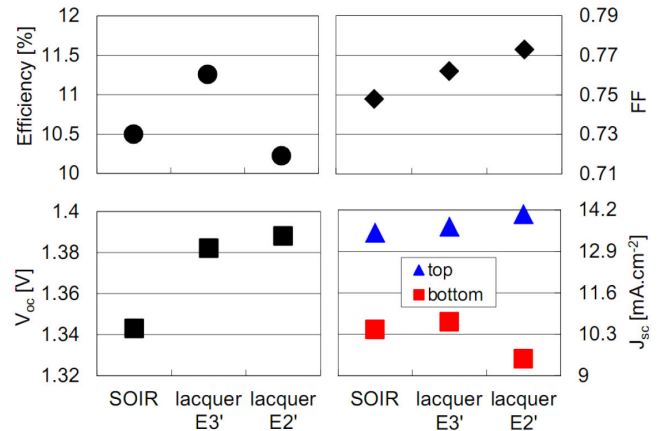 Efficiency [%]
12
11.5
11
10.5
10
0.79
0.77
0.75
0.73
0.71
FF
V_oc [V]
1.4
1.38
1.36
1.34
1.32
SOIR
lacquer
E3'
lacquer
E2'
top
bottom
14.2
12.9
11.6
10.3
9
J_sc [mA.cm⁻²]
SOIR
lacquer
E3'
lacquer
E2'